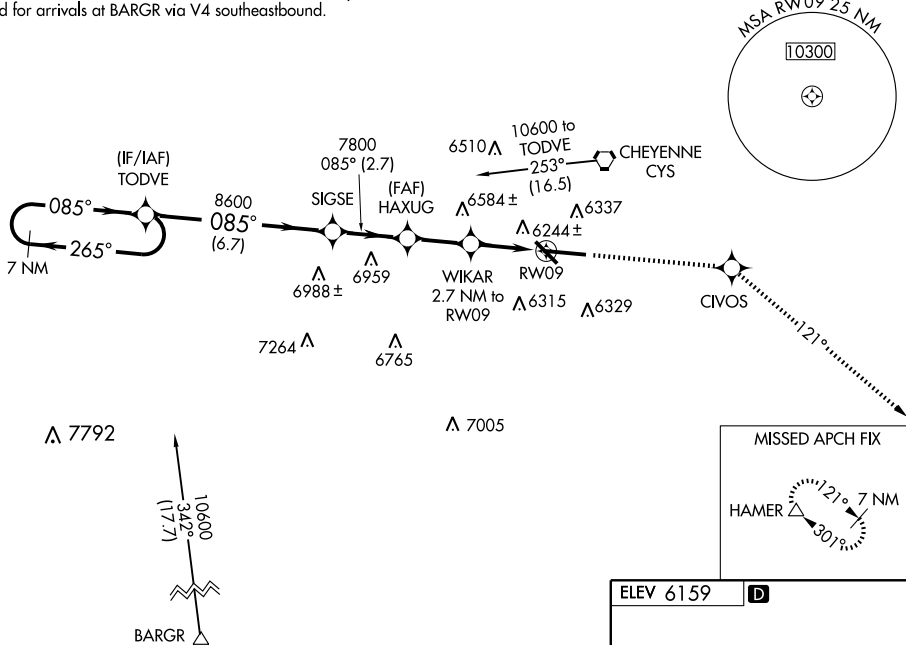 d for arrivals at BARGR via V4 southeastbound.
MSA RW09 25 NM
10300
(IF/IAF)
TODVE
085°
265°
7 NM
8600
085°
(6.7)
SIGSE
7800
085° (2.7)
(FAF)
HAXUG
6510
10600 to
TODVE
253°
(16.5)
CHEYENNE
CYS
6584 ±
6337
6244 ±
6988 ±
6959
WIKAR
2.7 NM to
RW09
RW09
6315
6329
CIVOS
7264
6765
121°
7792
7005
10600
342°
(17.7)
BARGR
MISSED APCH FIX
HAMER
121°
301°
7 NM
ELEV 6159
D